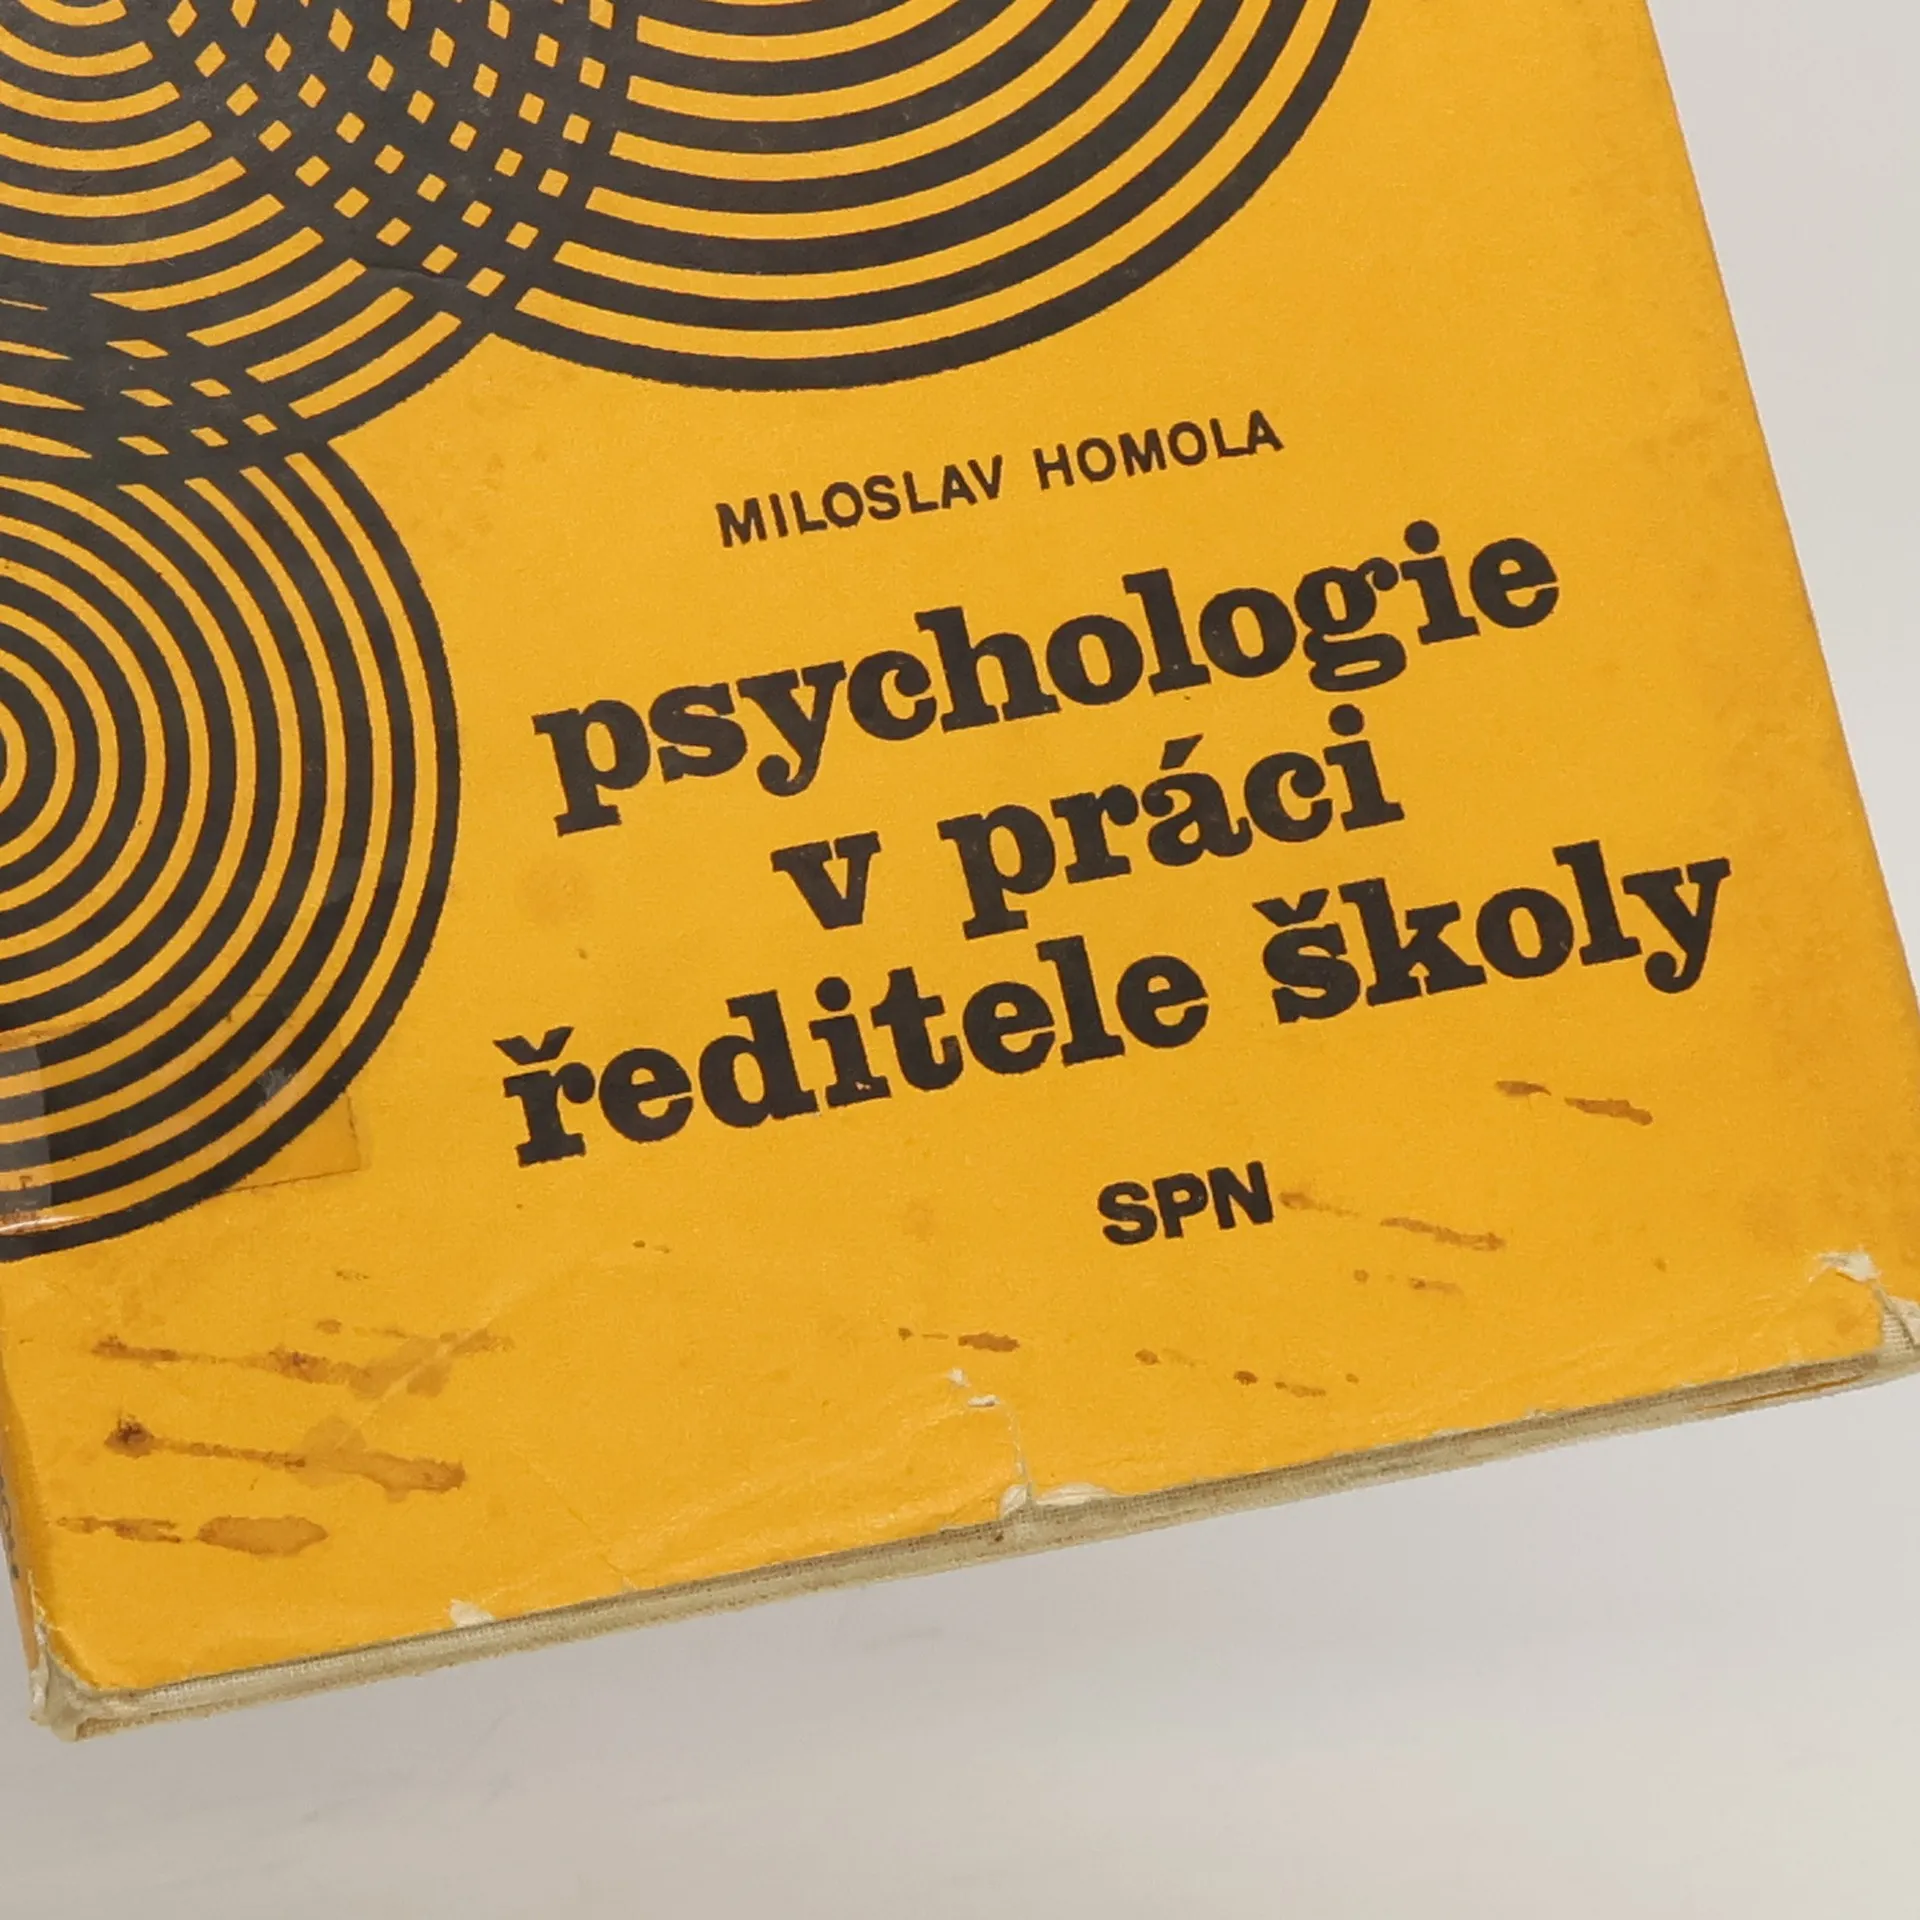 MILOSLAV HOMOLA
psychologie
v práci
ředitele školy
SPN